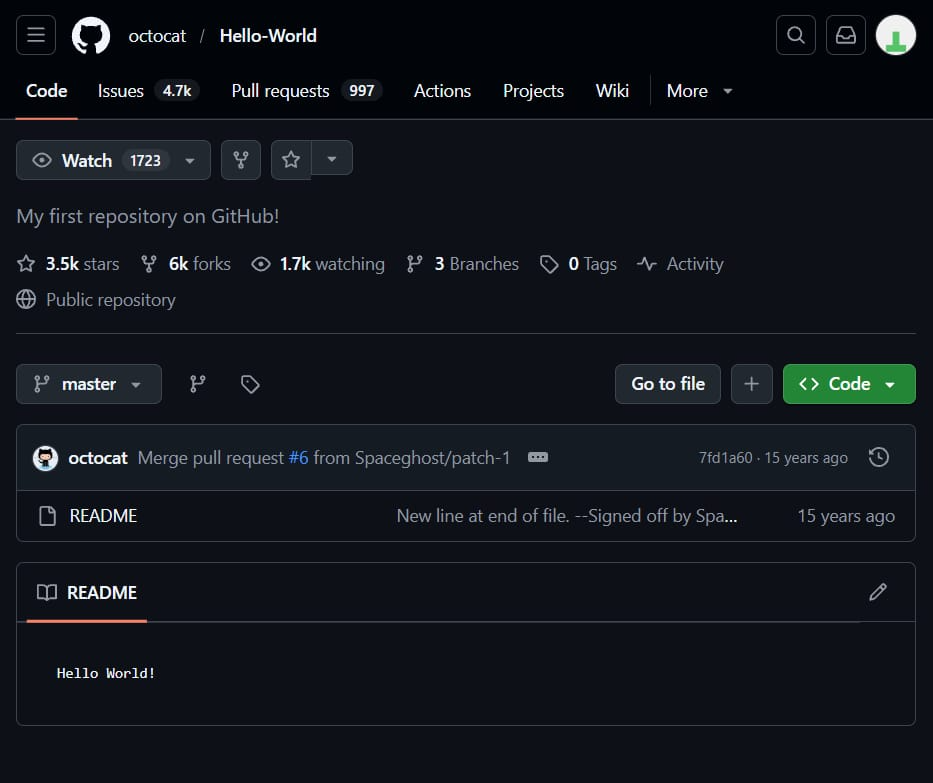 octocat / Hello-World
Code Issues 4.7k Pull requests 997 Actions Projects Wiki More
Watch 1723
My first repository on GitHub!
3.5k stars 6k forks 1.7k watching 3 Branches 0 Tags Activity
Public repository
master Go to file Code
octocat Merge pull request #6 from Spaceghost/patch-1 7fd1a60 · 15 years ago
README New line at end of file. --Signed off by Spa... 15 years ago
README
Hello World!